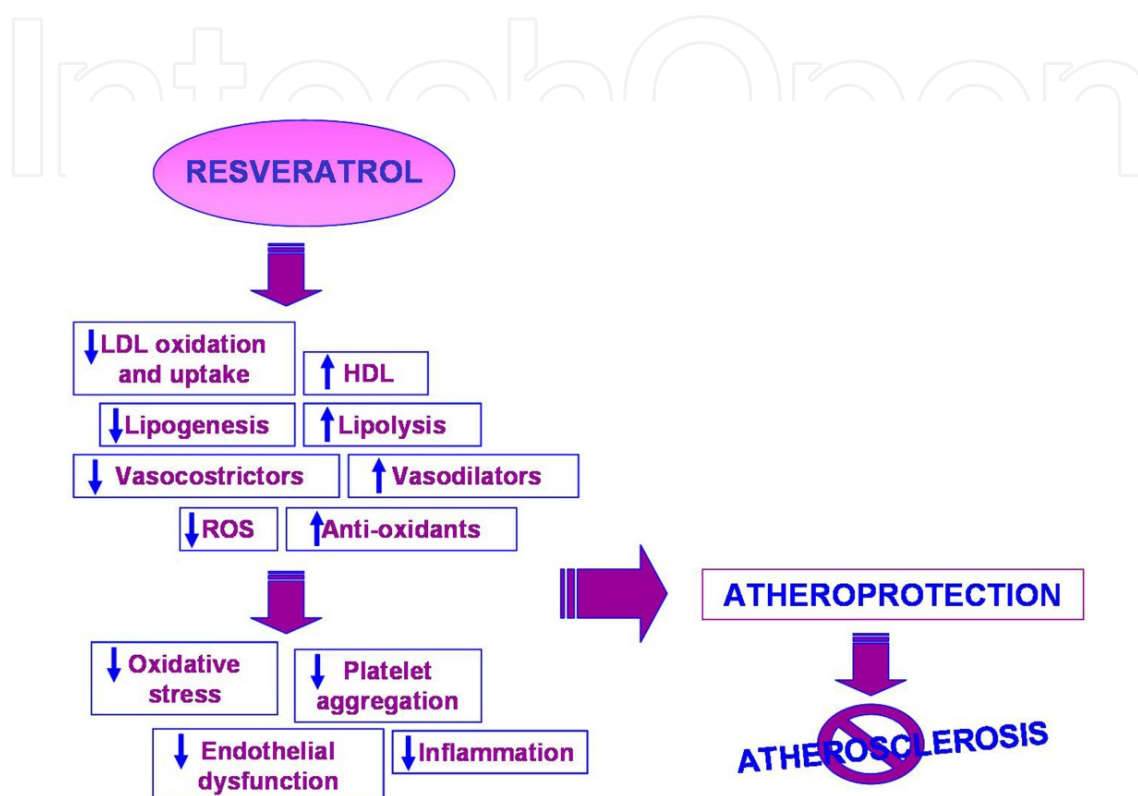 IntechOpen
RESVERATROL
↓LDL oxidation
and uptake
↑ HDL
↓Lipogenesis
↑Lipolysis
↓ Vasocostrictors
↑ Vasodilators
↓ROS
↑Anti-oxidants
↓Oxidative
stress
↓ Platelet
aggregation
↓ Endothelial
dysfunction
↓Inflammation
ATHEROPROTECTION
ATHEROSCLEROSIS